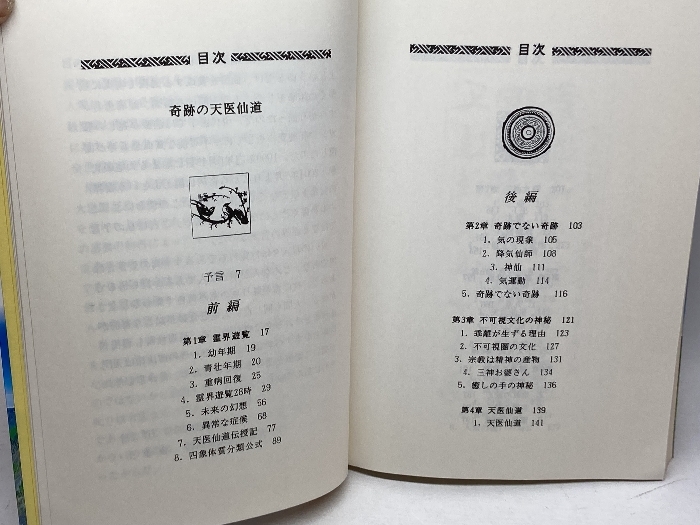 目次
奇跡の天医仙道
予言 7
前編
第1章 霊界遊覧 17
1．幼年期 19
2．青壮年期 20
3．重病回復 25
4．霊界遊覧26時 29
5．未来の幻想 56
6．異常な症候 68
7．天医仙道伝授記 77
8．四象体質分類公式 89
目次
後編
第2章 奇跡でない奇跡 103
1．気の現象 105
2．降気仙師 108
3．神仙 111
4．気運動 114
5．奇跡でない奇跡 116
第3章 不可視文化の神秘 121
1．乖離が生ずる理由 123
2．不可視圏の文化 127
3．宗教は精神の産物 131
4．三神お婆さん 134
5．癒しの手の神秘 136
第4章 天医仙道 139
1．天医仙道 141